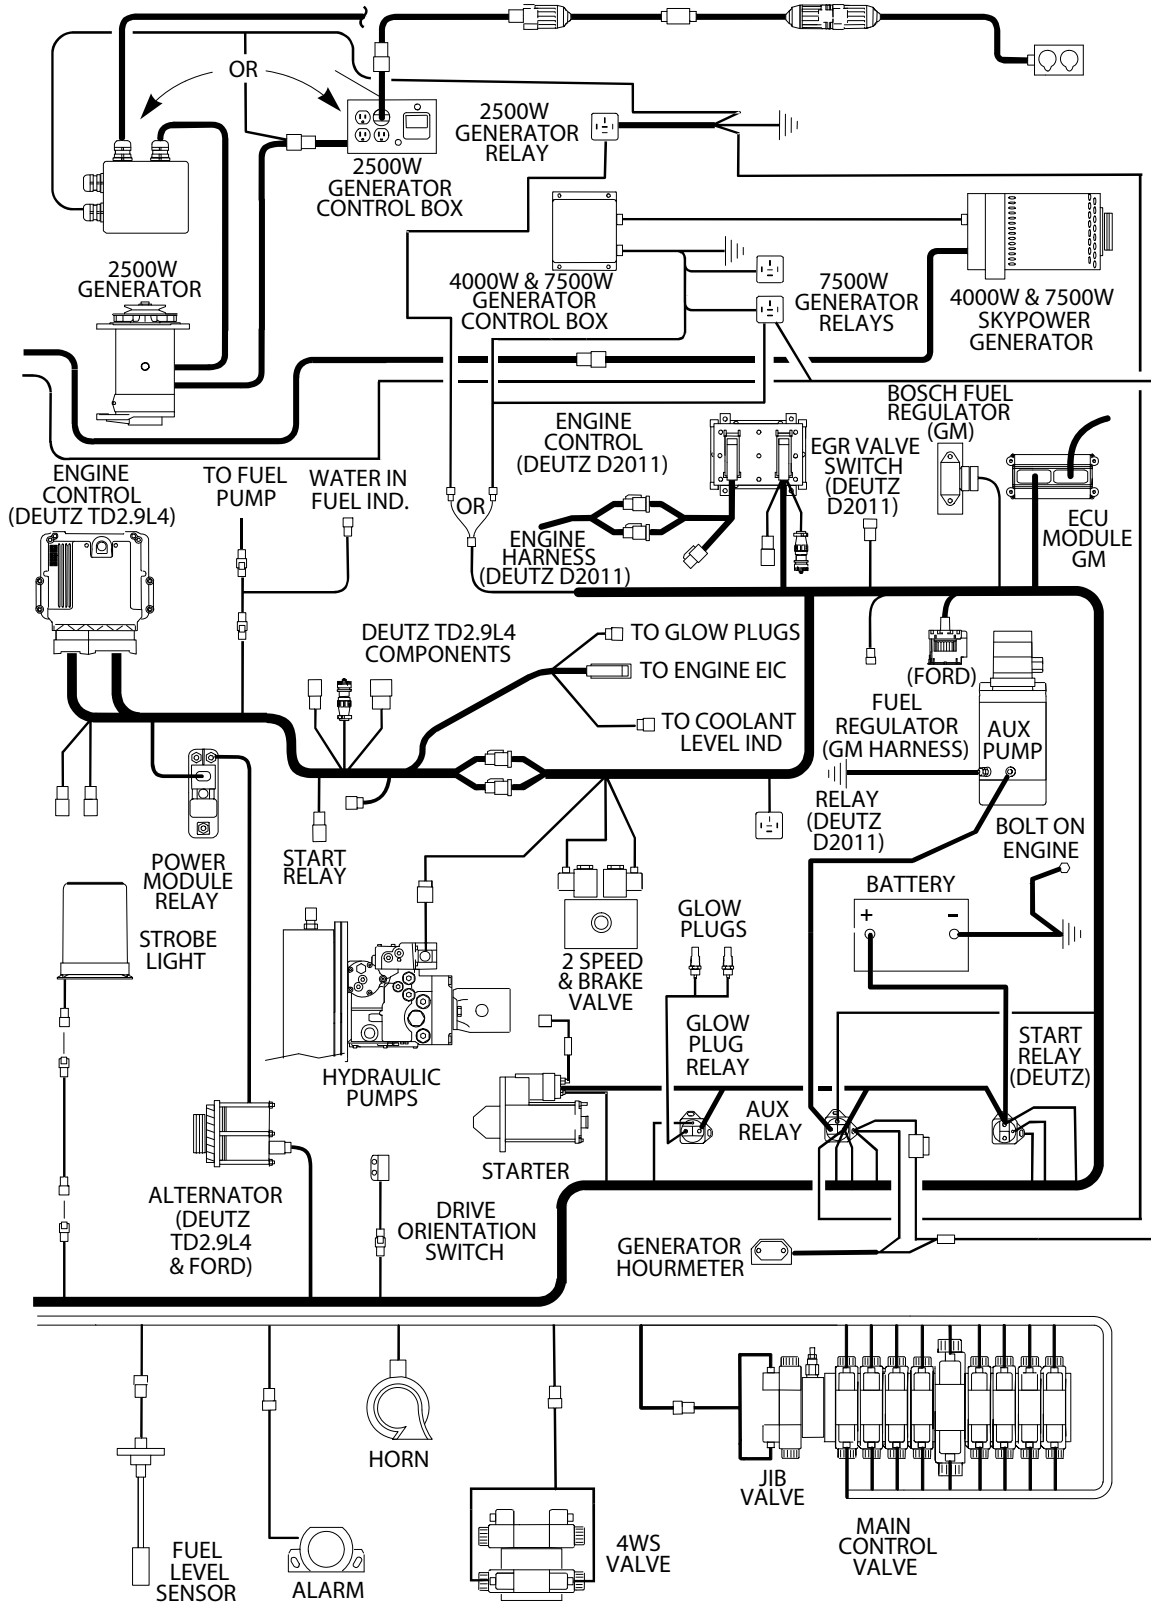 OR
2500W
GENERATOR
RELAY
2500W
GENERATOR
CONTROL BOX
2500W
GENERATOR
4000W & 7500W
GENERATOR
CONTROL BOX
7500W
GENERATOR
RELAYS
4000W & 7500W
SKYPOWER
GENERATOR
ENGINE
CONTROL
(DEUTZ TD2.9L4)
TO FUEL
PUMP
WATER IN
FUEL IND.
OR
ENGINE
CONTROL
(DEUTZ D2011)
ENGINE
HARNESS
(DEUTZ D2011)
EGR VALVE
SWITCH
(DEUTZ
D2011)
BOSCH FUEL
REGULATOR
(GM)
ECU
MODULE
GM
DEUTZ TD2.9L4
COMPONENTS
TO GLOW PLUGS
TO ENGINE EIC
TO COOLANT
LEVEL IND
(FORD)
FUEL
REGULATOR
(GM HARNESS)
AUX
PUMP
RELAY
(DEUTZ
D2011)
BOLT ON
ENGINE
POWER
MODULE
RELAY
START
RELAY
BATTERY
+
-
STROBE
LIGHT
2 SPEED
& BRAKE
VALVE
GLOW
PLUGS
GLOW
PLUG
RELAY
START
RELAY
(DEUTZ)
HYDRAULIC
PUMPS
AUX
RELAY
STARTER
ALTERNATOR
(DEUTZ
TD2.9L4
& FORD)
DRIVE
ORIENTATION
SWITCH
GENERATOR
HOURMETER
HORN
JIB
VALVE
MAIN
CONTROL
VALVE
4WS
VALVE
FUEL
LEVEL
SENSOR
ALARM